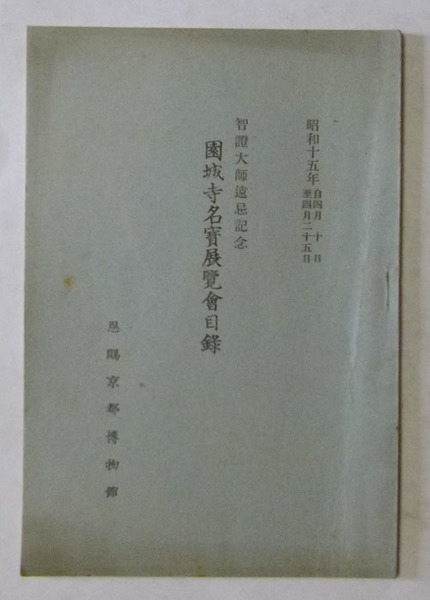 昭和十五年
自四月十日
至四月二十五日
智證大師遠忌記念
園城寺名寳展覽會目錄
恩賜京都博物館